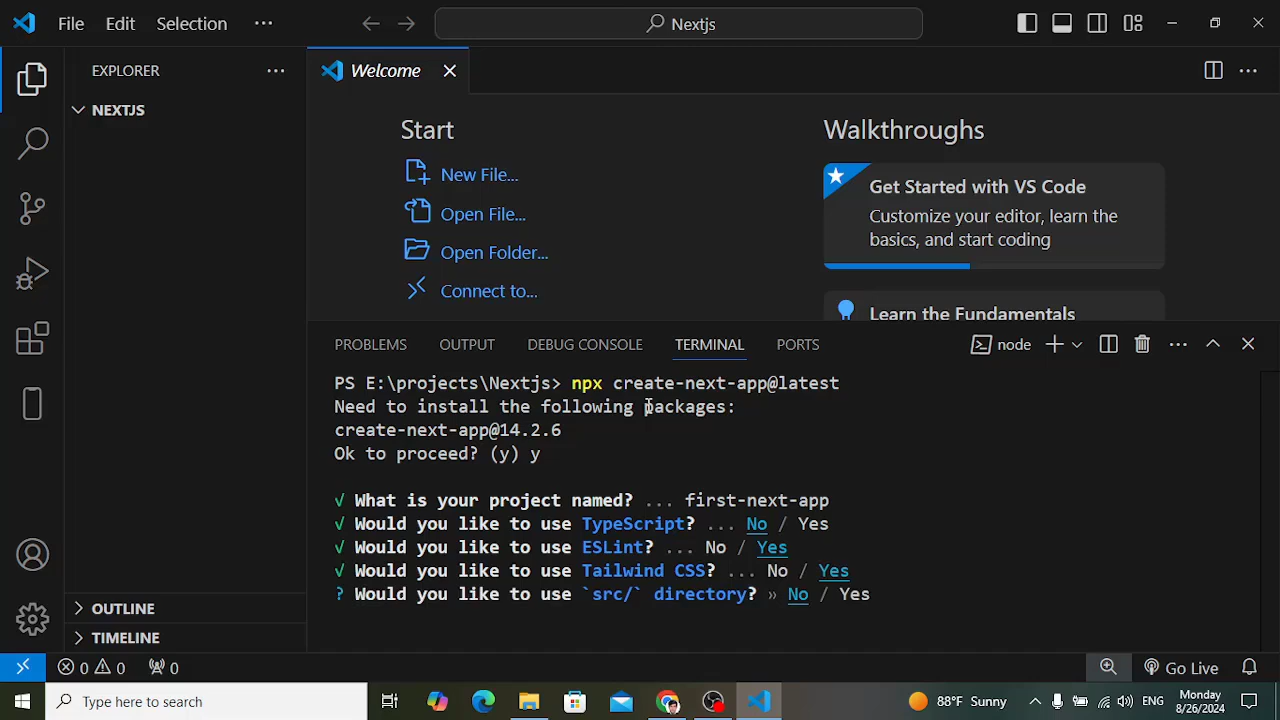 File Edit Selection ···
Nextjs
EXPLORER ···
NEXTJS
OUTLINE
TIMELINE
Welcome
Start
New File...
Open File...
Open Folder...
Connect to...
Walkthroughs
Get Started with VS Code
Customize your editor, learn the
basics, and start coding
Learn the Fundamentals
PROBLEMS OUTPUT DEBUG CONSOLE TERMINAL PORTS
node
PS E:\projects\Nextjs> npx create-next-app@latest
Need to install the following packages:
create-next-app@14.2.6
Ok to proceed? (y) y
√ What is your project named? ... first-next-app
√ Would you like to use TypeScript? ... No / Yes
√ Would you like to use ESLint? ... No / Yes
√ Would you like to use Tailwind CSS? ... No / Yes
? Would you like to use `src/` directory? » No / Yes
0 0 0
Go Live
Type here to search
88°F Sunny
ENG
Monday
8/26/2024